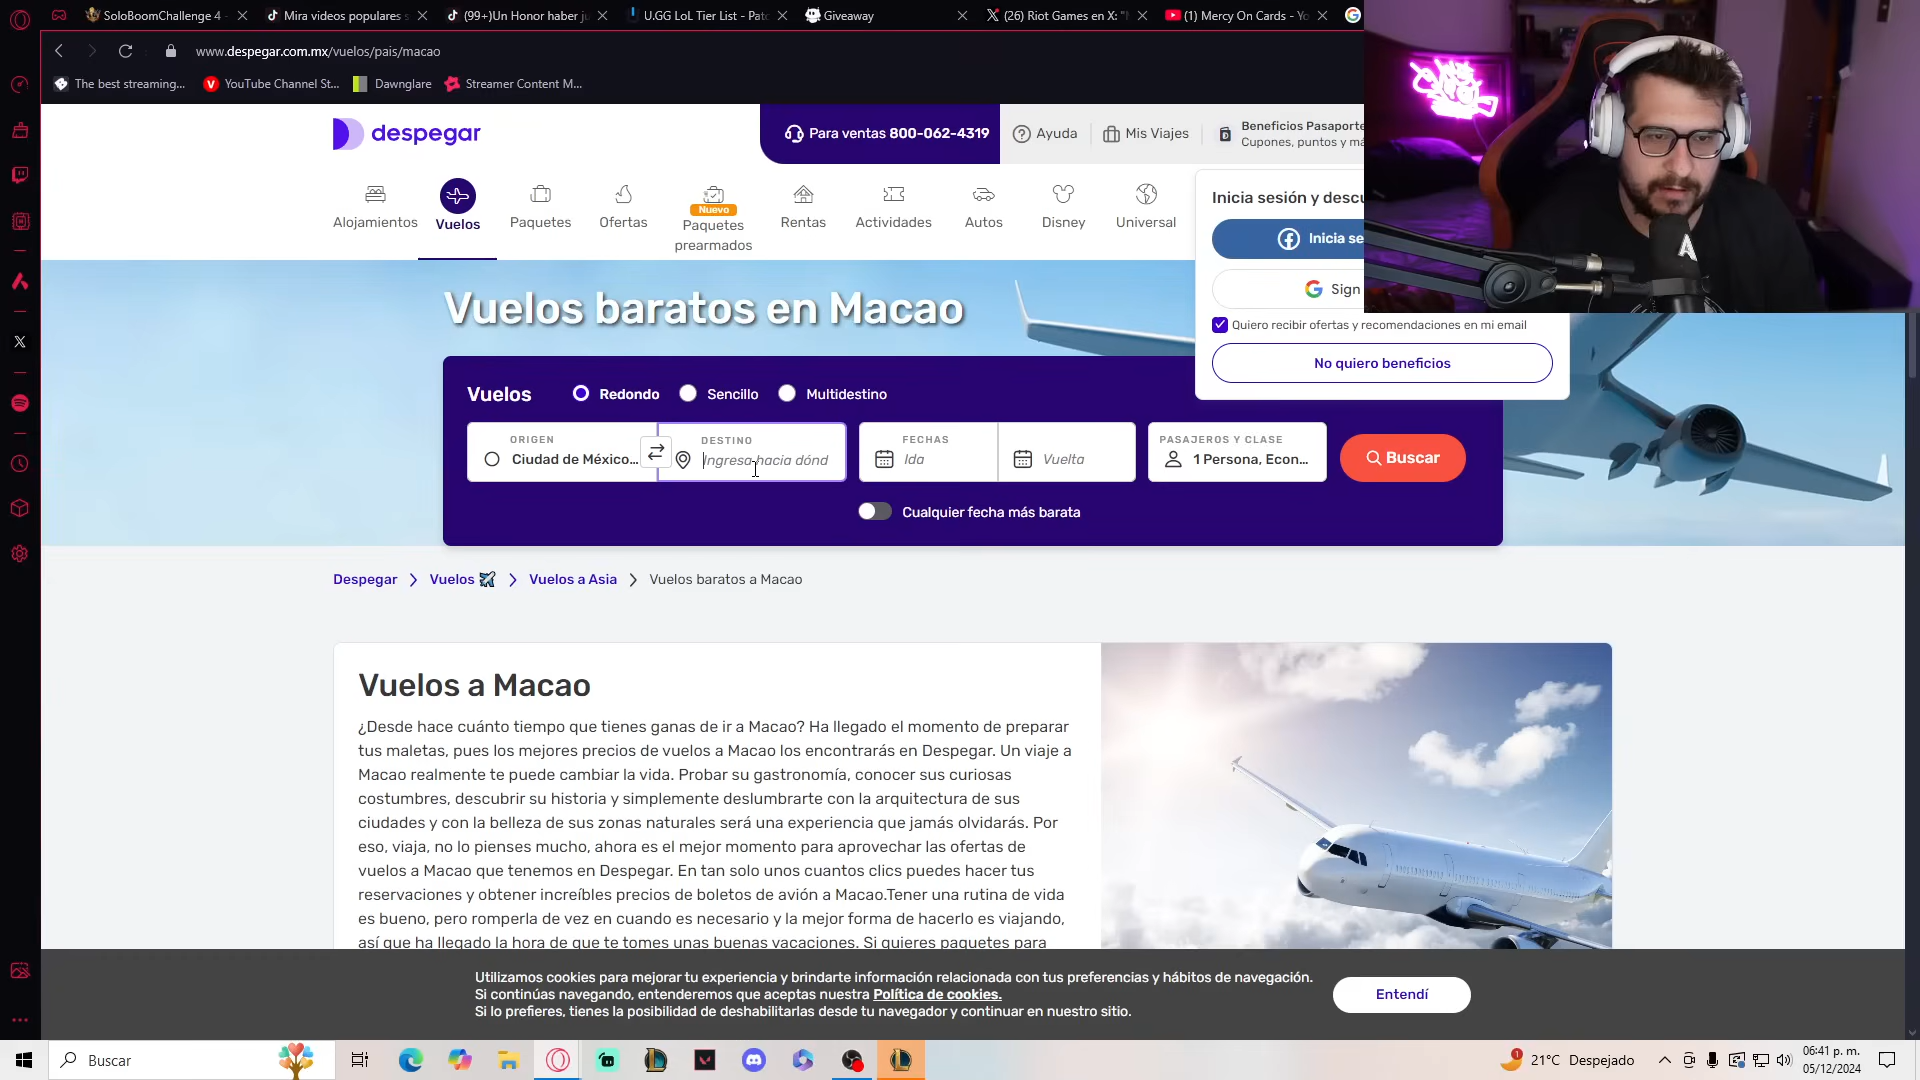 SoloBoomChallenge 4
Mira videos populares
(99+)Un Honor haber ju
U.GG LoL Tier List - Patc
Giveaway
(26) Riot Games en X: "
(1) Mercy On Cards - Yo
www.despegar.com.mx/vuelos/pais/macao
The best streaming...
YouTube Channel St...
Dawnglare
Streamer Content M...
despegar
Para ventas 800-062-4319
Ayuda
Mis Viajes
Beneficios Pasaporte
Cupones, puntos y má
Alojamientos
Vuelos
Paquetes
Ofertas
Nuevo
Paquetes
prearmados
Rentas
Actividades
Autos
Disney
Universal
Inicia sesión y descu
Inicia se
Sign
Quiero recibir ofertas y recomendaciones en mi email
No quiero beneficios
Vuelos baratos en Macao
Vuelos
Redondo
Sencillo
Multidestino
ORIGEN
Ciudad de México...
DESTINO
Ingresa hacia dónd
FECHAS
Ida
Vuelta
PASAJEROS Y CLASE
1 Persona, Econ...
Buscar
Cualquier fecha más barata
Despegar
Vuelos
Vuelos a Asia
Vuelos baratos a Macao
Vuelos a Macao
¿Desde hace cuánto tiempo que tienes ganas de ir a Macao? Ha llegado el momento de preparar
tus maletas, pues los mejores precios de vuelos a Macao los encontrarás en Despegar. Un viaje a
Macao realmente te puede cambiar la vida. Probar su gastronomía, conocer sus curiosas
costumbres, descubrir su historia y simplemente deslumbrarte con la arquitectura de sus
ciudades y con la belleza de sus zonas naturales será una experiencia que jamás olvidarás. Por
eso, viaja, no lo pienses mucho, ahora es el mejor momento para aprovechar las ofertas de
vuelos a Macao que tenemos en Despegar. En tan solo unos cuantos clics puedes hacer tus
reservaciones y obtener increíbles precios de boletos de avión a Macao.Tener una rutina de vida
es bueno, pero romperla de vez en cuando es necesario y la mejor forma de hacerlo es viajando,
así que ha llegado la hora de que te tomes unas buenas vacaciones. Si quieres paquetes para
Utilizamos cookies para mejorar tu experiencia y brindarte información relacionada con tus preferencias y hábitos de navegación.
Si continúas navegando, entenderemos que aceptas nuestra Política de cookies.
Si lo prefieres, tienes la posibilidad de deshabilitarlas desde tu navegador y continuar en nuestro sitio.
Entendí
Buscar
1
21°C Despejado
06:41 p. m.
05/12/2024